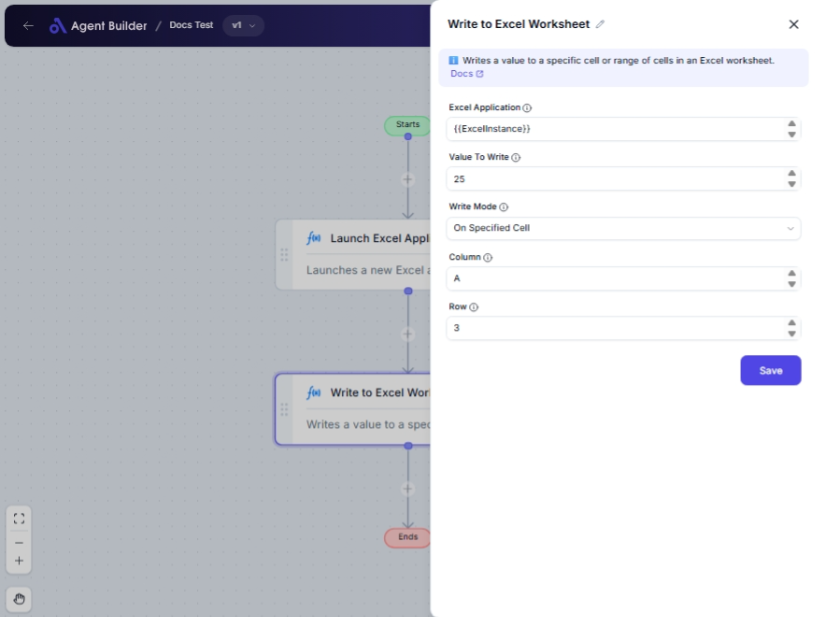 Agent Builder / Docs Test v1
Starts
Launch Excel Appl
Launches a new Excel a
Write to Excel Wor
Writes a value to a spec
Ends
Write to Excel Worksheet
Writes a value to a specific cell or range of cells in an Excel worksheet.
Docs
Excel Application
{{ExcelInstance}}
Value To Write
25
Write Mode
On Specified Cell
Column
A
Row
3
Save